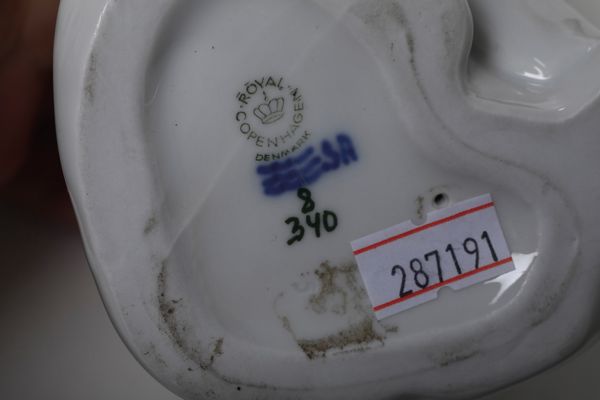 ROYAL
COPENHAGEN
DENMARK
8
340
287191